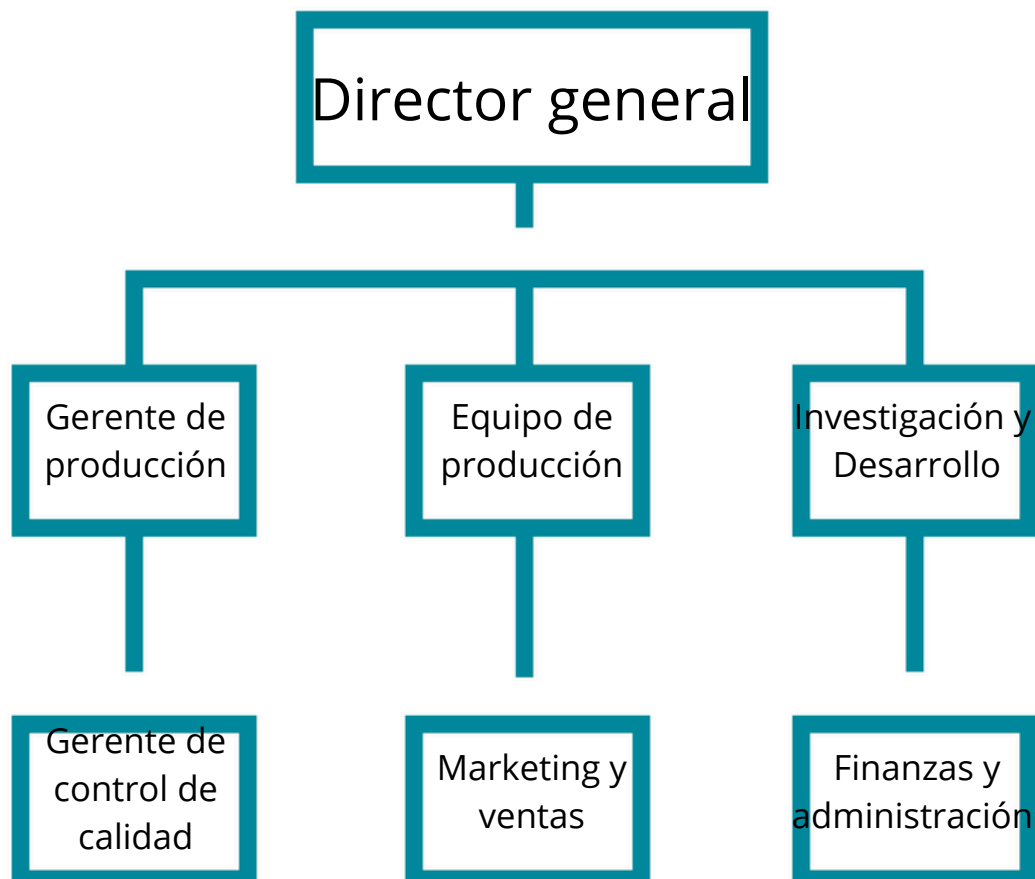 Director general
Gerente de
producción
Equipo de
producción
Investigación y
Desarrollo
Gerente de
control de
calidad
Marketing y
ventas
Finanzas y
administración